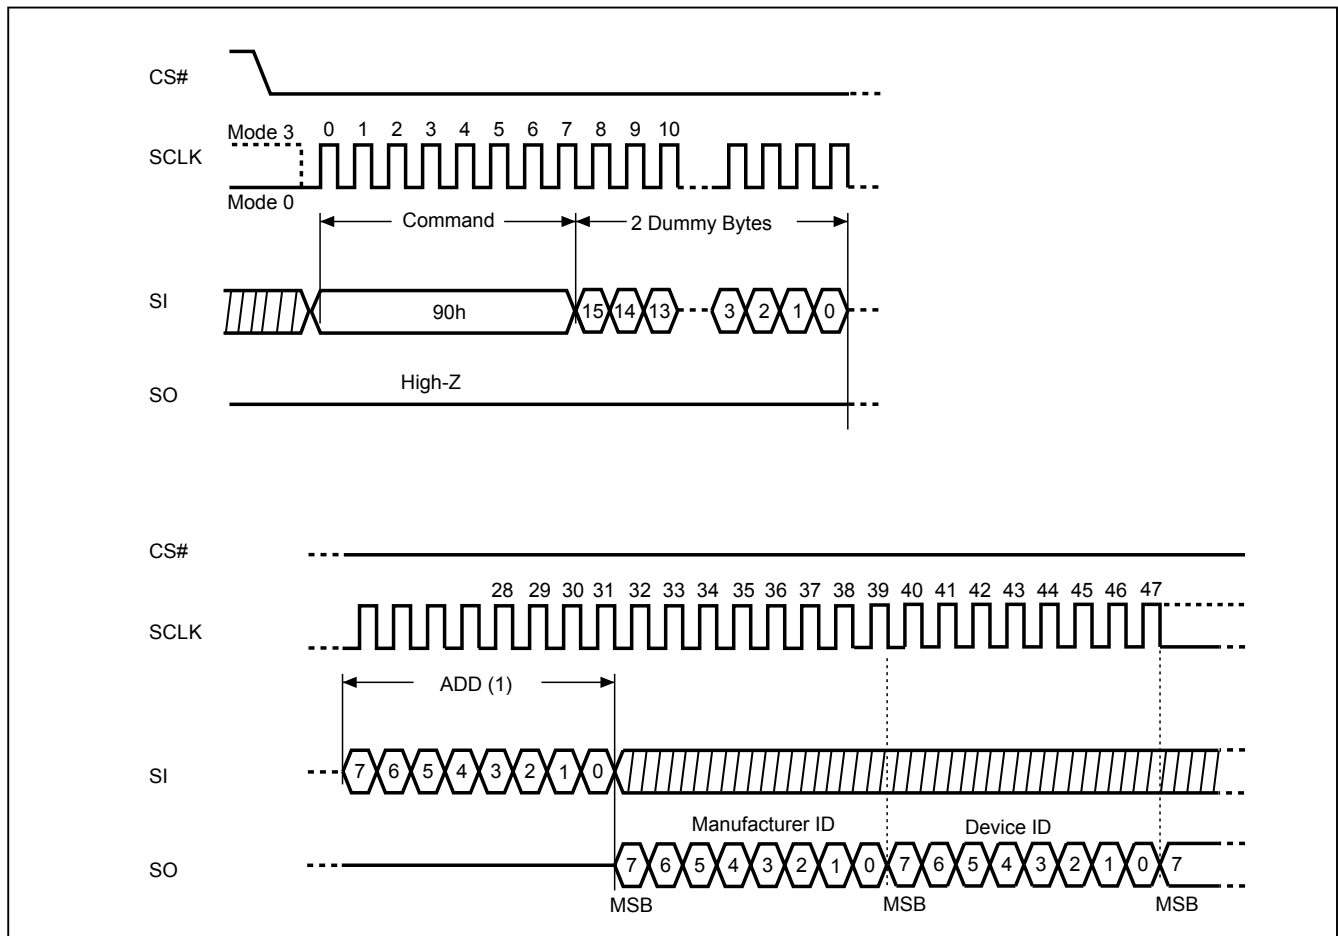 CS#
Mode 3 0 1 2 3 4 5 6 7 8 9 10
SCLK
Mode 0
Command 2 Dummy Bytes
SI 90h 15 14 13 3 2 1 0
High-Z
SO
CS#
28 29 30 31 32 33 34 35 36 37 38 39 40 41 42 43 44 45 46 47
SCLK
ADD (1)
SI 7 6 5 4 3 2 1 0
Manufacturer ID Device ID
SO 7 6 5 4 3 2 1 0 7 6 5 4 3 2 1 0 7
MSB MSB MSB